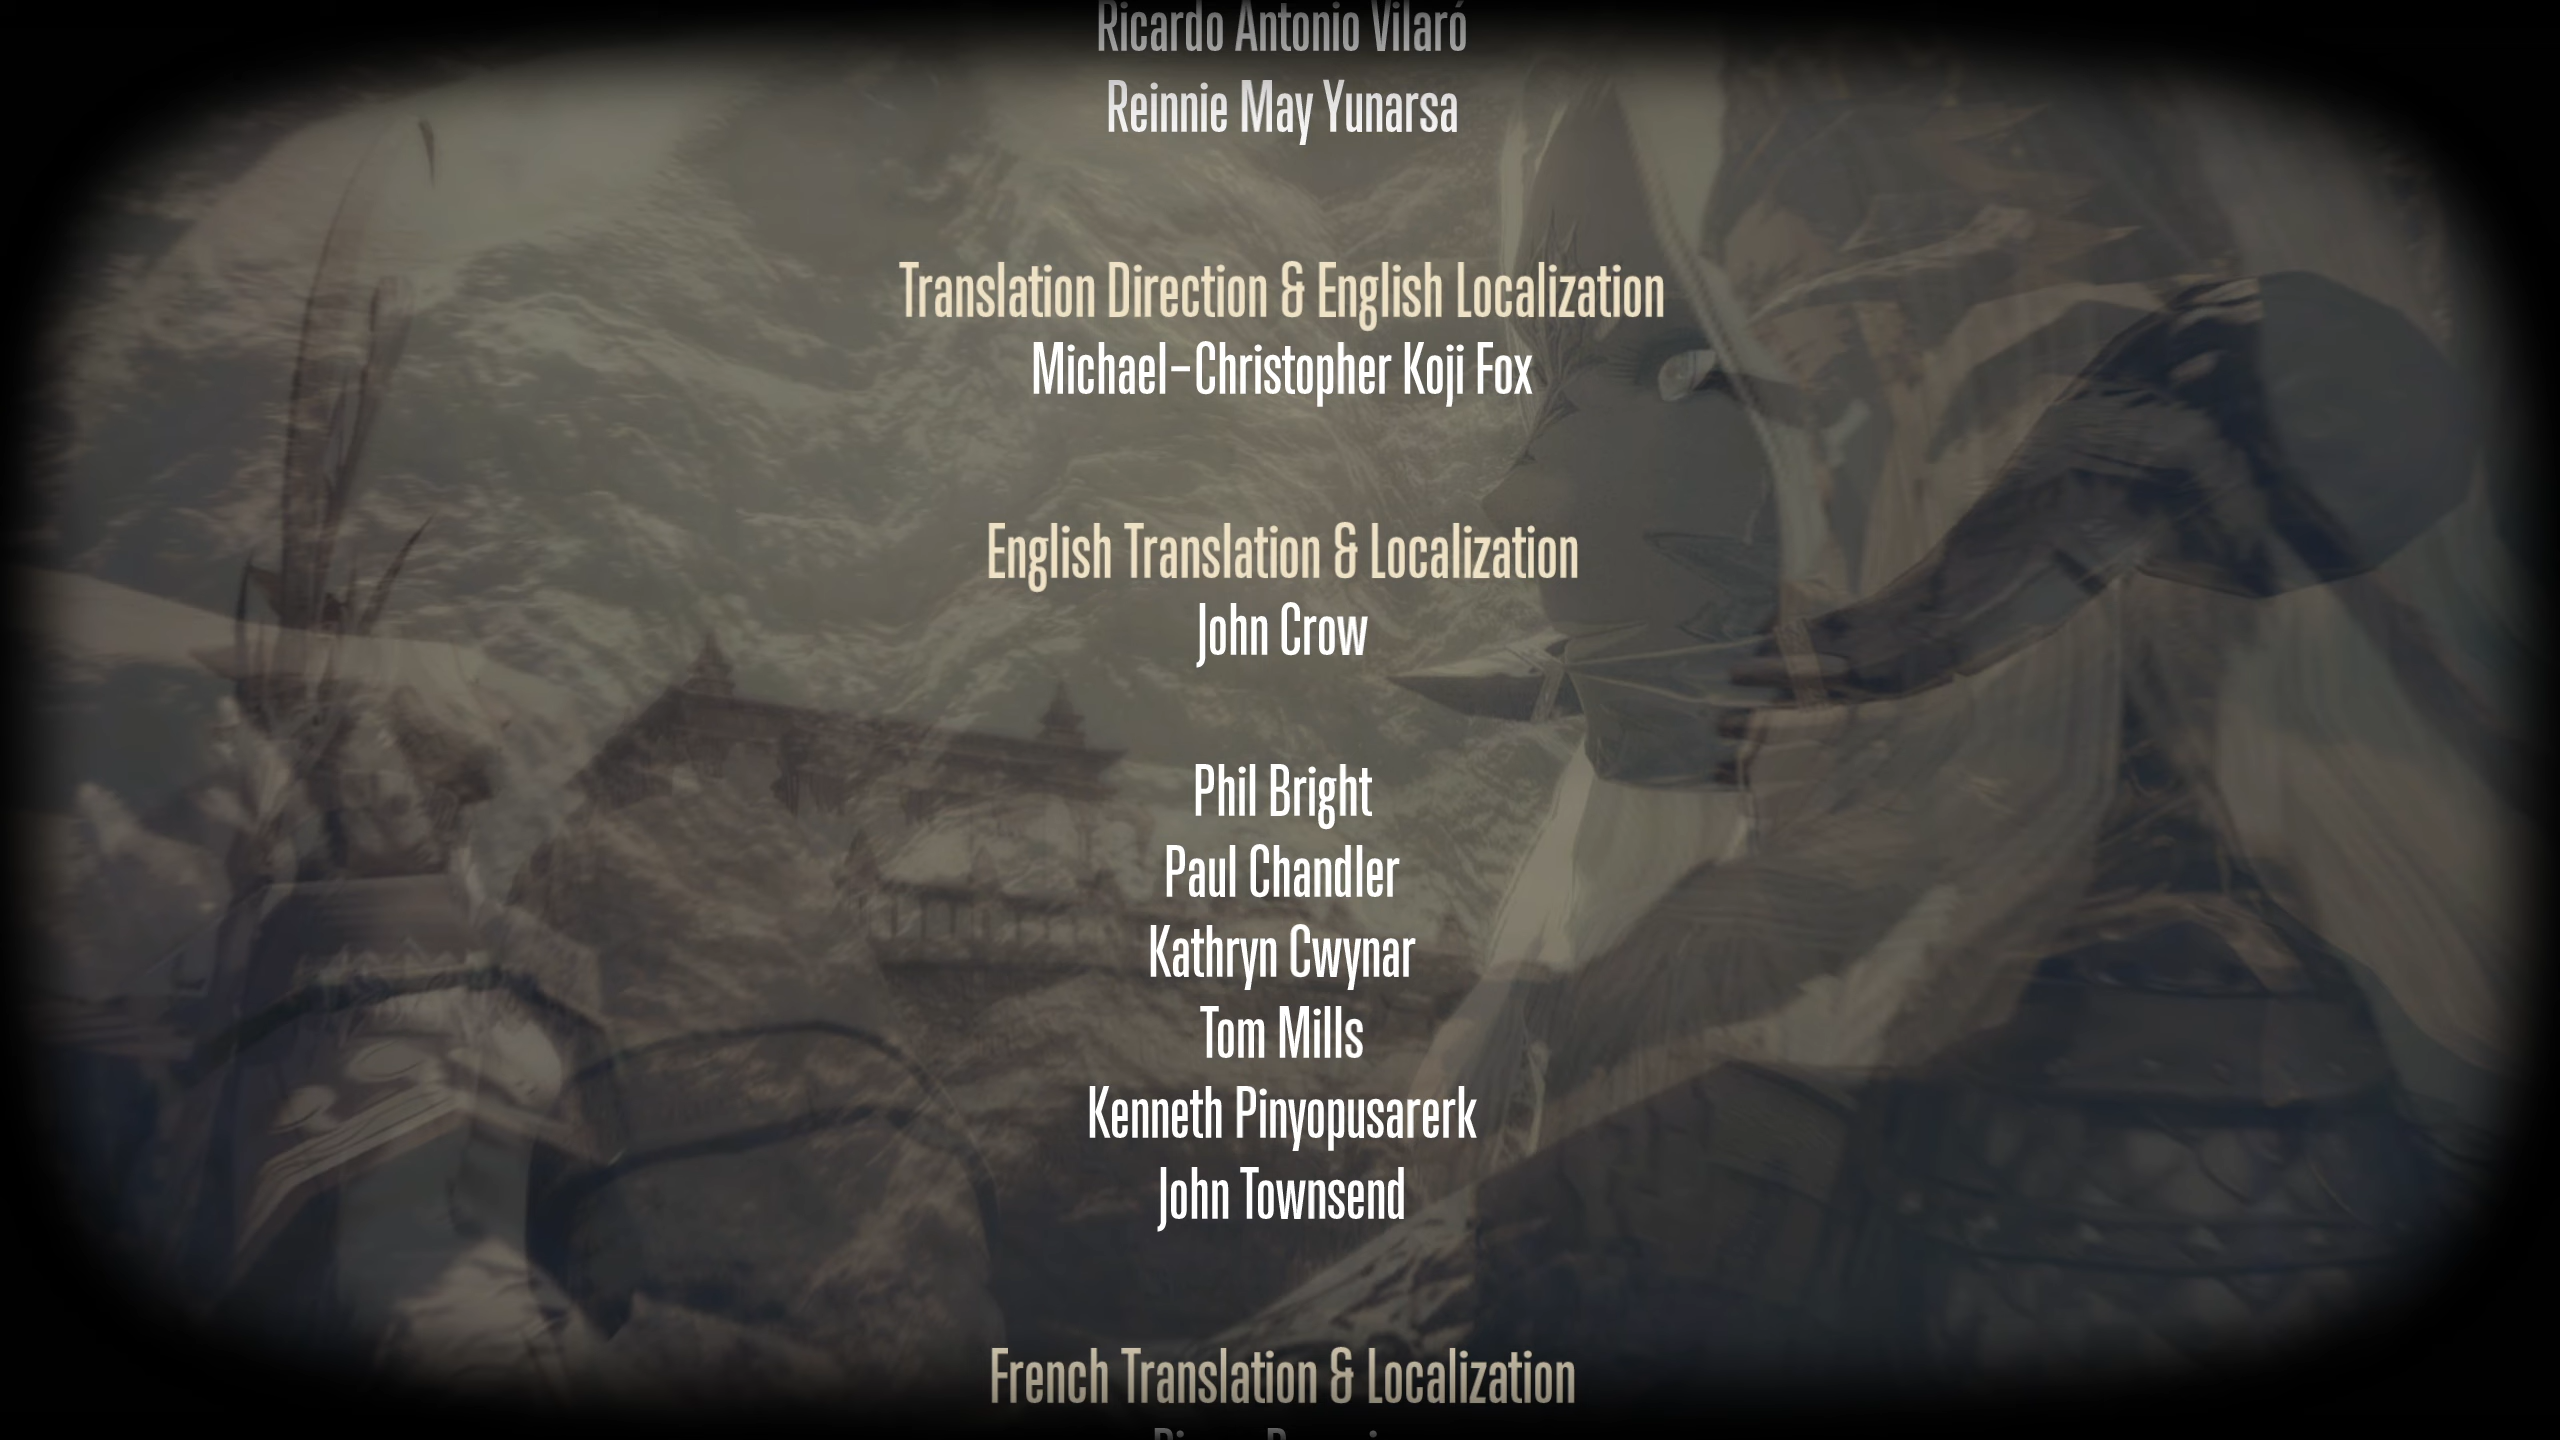 Ricardo Antonio Vilaró
Reinnie May Yunarsa
Translation Direction & English Localization
Michael-Christopher Koji Fox
English Translation & Localization
John Crow
Phil Bright
Paul Chandler
Kathryn Cwynar
Tom Mills
Kenneth Pinyopusarerk
John Townsend
French Translation & Localization